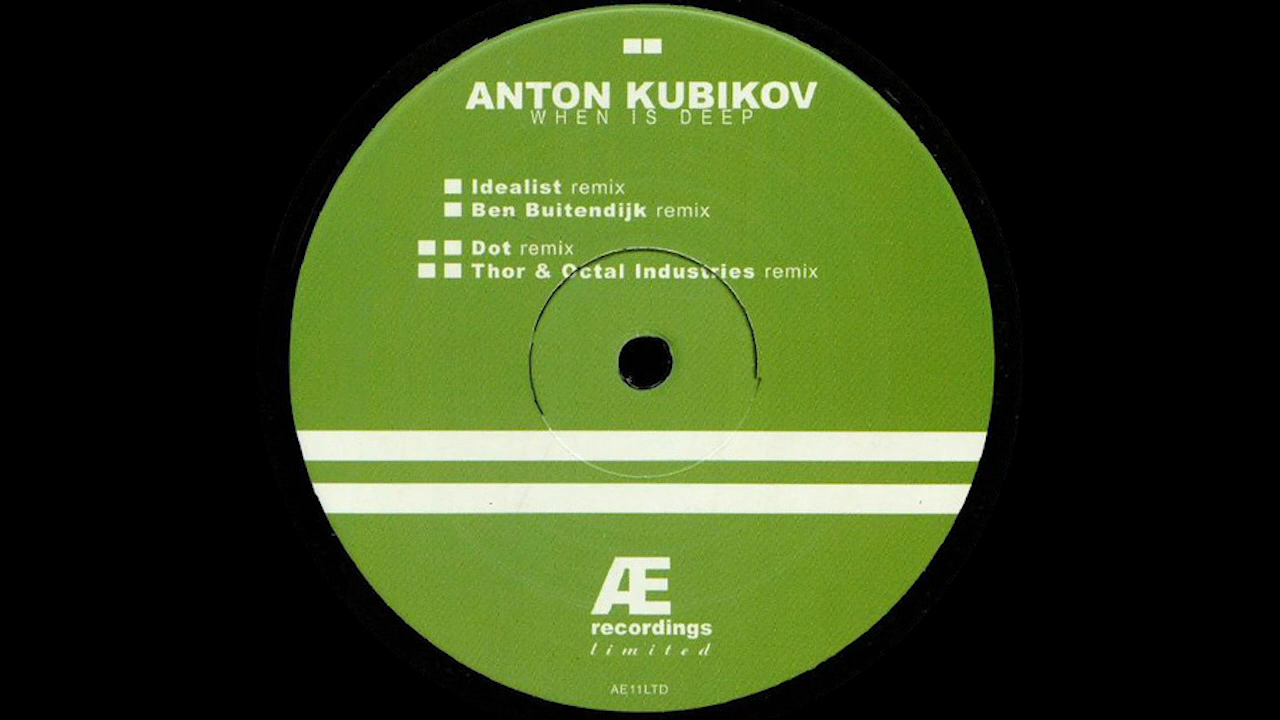 ANTON KUBIKOV
WHEN IS DEEP
Idealist remix
Ben Buitendijk remix
Dot remix
Thor & Octal Industries remix
Æ
recordings
limited
AE11LTD